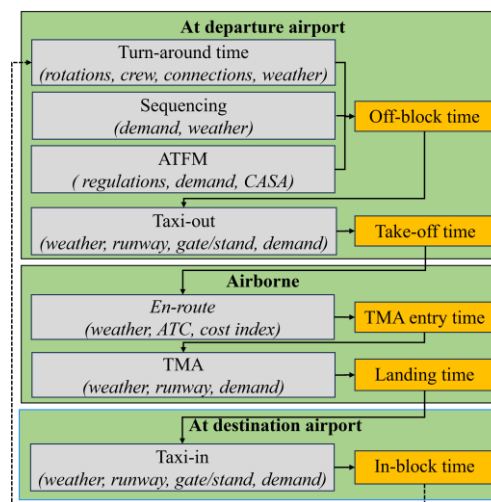 At departure airport
Turn-around time
(rotations, crew, connections, weather)
Sequencing
(demand, weather)
Off-block time
ATFM
( regulations, demand, CASA)
Taxi-out
(weather, runway, gate/stand, demand)
Take-off time
Airborne
En-route
(weather, ATC, cost index)
TMA entry time
TMA
(weather, runway, demand)
Landing time
At destination airport
Taxi-in
(weather, runway, gate/stand, demand)
In-block time